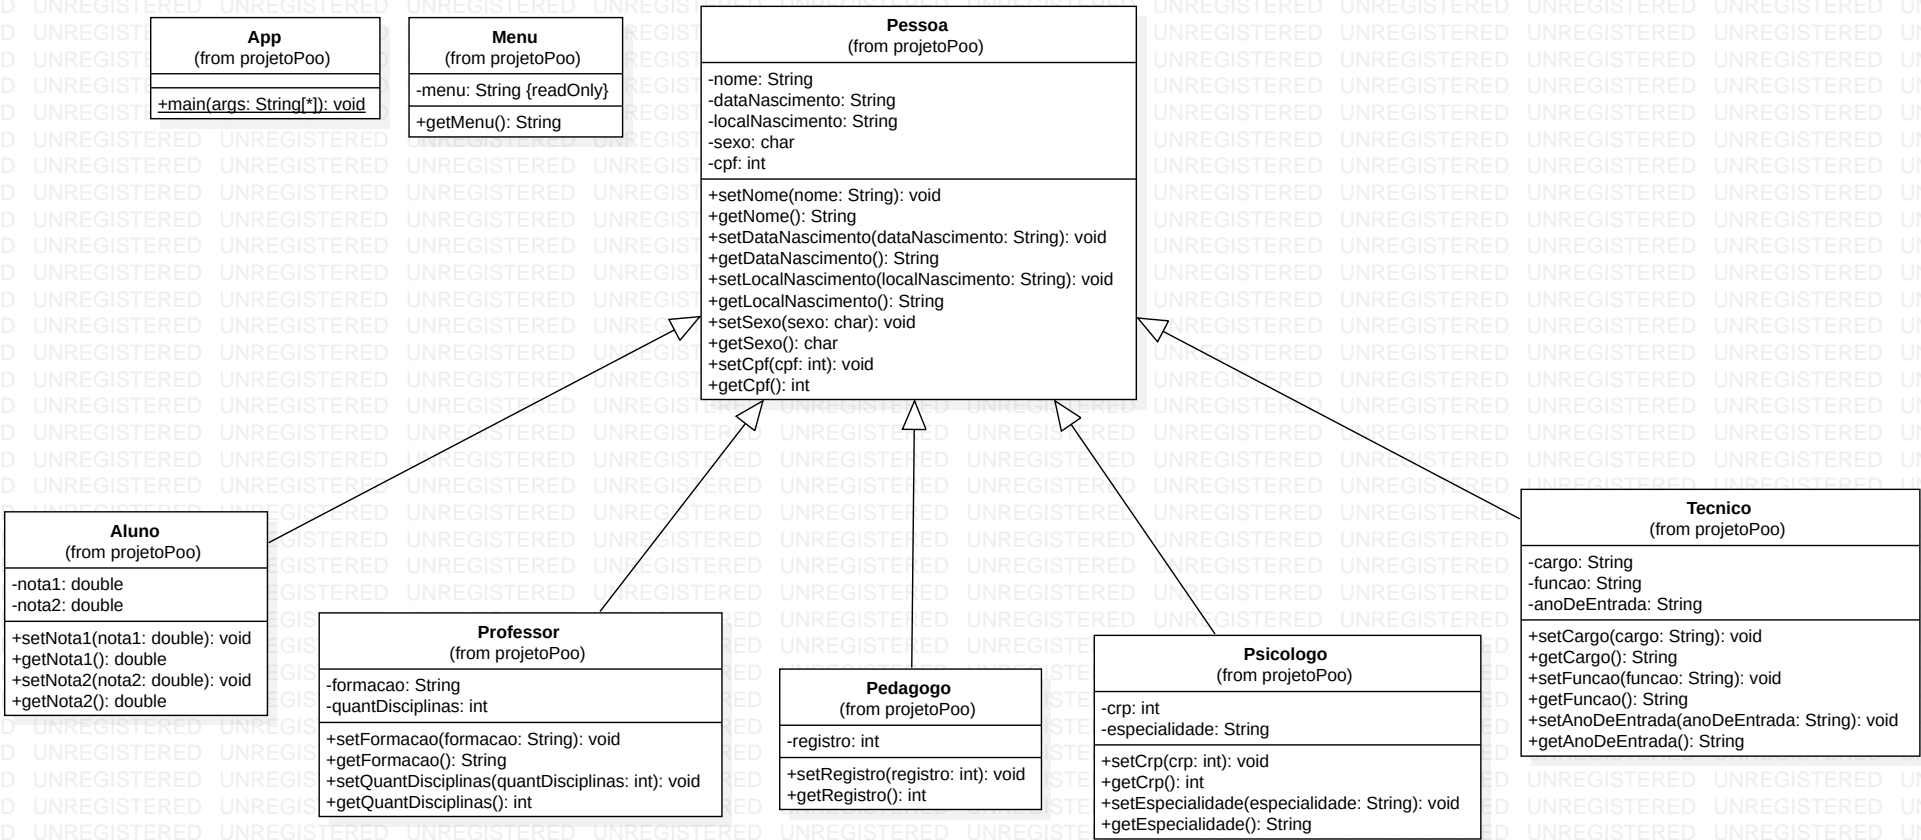 App
(from projetoPoo)
+main(args: String[*]): void
Menu
(from projetoPoo)
-menu: String {readOnly}
+getMenu(): String
Pessoa
(from projetoPoo)
-nome: String
-dataNascimento: String
-localNascimento: String
-sexo: char
-cpf: int
+setNome(nome: String): void
+getNome(): String
+setDataNascimento(dataNascimento: String): void
+getDataNascimento(): String
+setLocalNascimento(localNascimento: String): void
+getLocalNascimento(): String
+setSexo(sexo: char): void
+getSexo(): char
+setCpf(cpf: int): void
+getCpf(): int
Aluno
(from projetoPoo)
-nota1: double
-nota2: double
+setNota1(nota1: double): void
+getNota1(): double
+setNota2(nota2: double): void
+getNota2(): double
Professor
(from projetoPoo)
-formacao: String
-quantDisciplinas: int
+setFormacao(formacao: String): void
+getFormacao(): String
+setQuantDisciplinas(quantDisciplinas: int): void
+getQuantDisciplinas(): int
Pedagogo
(from projetoPoo)
-registro: int
+setRegistro(registro: int): void
+getRegistro(): int
Psicologo
(from projetoPoo)
-crp: int
-especialidade: String
+setCrp(crp: int): void
+getCrp(): int
+setEspecialidade(especialidade: String): void
+getEspecialidade(): String
Tecnico
(from projetoPoo)
-cargo: String
-funcao: String
-anoDeEntrada: String
+setCargo(cargo: String): void
+getCargo(): String
+setFuncao(funcao: String): void
+getFuncao(): String
+setAnoDeEntrada(anoDeEntrada: String): void
+getAnoDeEntrada(): String
UNREGISTERED